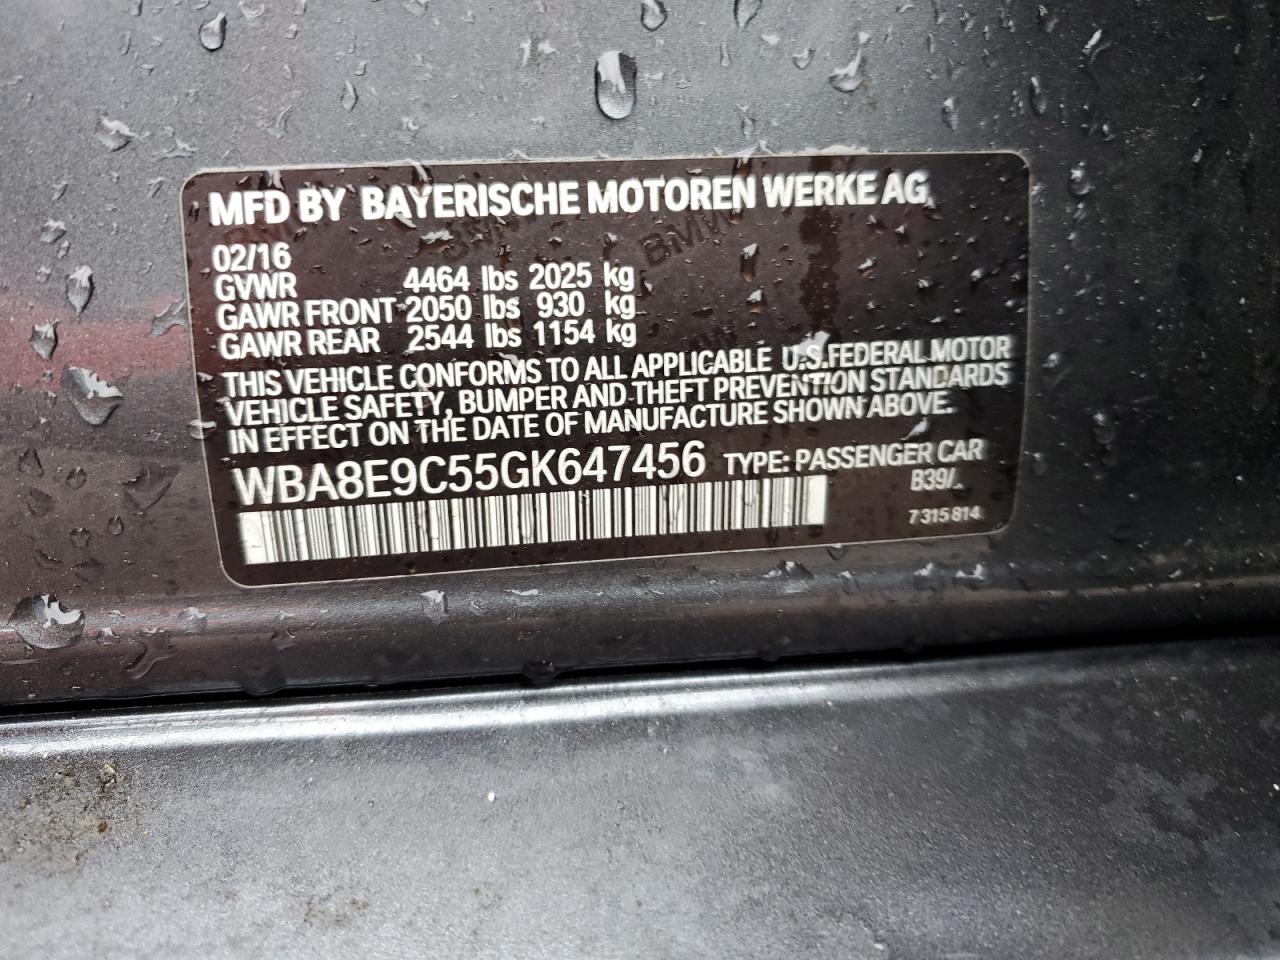 MFD BY BAYERISCHE MOTOREN WERKE AG
02/16
GVWR 4464 lbs 2025 kg
GAWR FRONT 2050 lbs 930 kg
GAWR REAR 2544 lbs 1154 kg
THIS VEHICLE CONFORMS TO ALL APPLICABLE U.S. FEDERAL MOTOR
VEHICLE SAFETY, BUMPER AND THEFT PREVENTION STANDARDS
IN EFFECT ON THE DATE OF MANUFACTURE SHOWN ABOVE.
WBA8E9C55GK647456 TYPE: PASSENGER CAR
B39/
7 315 814